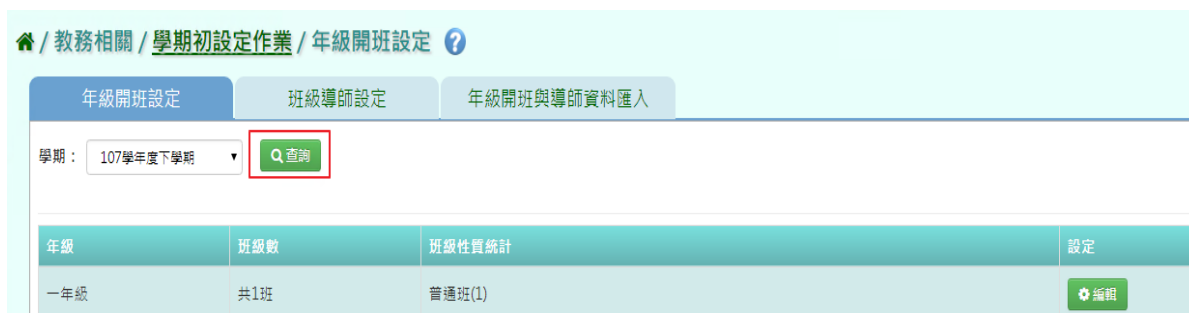 / 教務相關 / 學期初設定作業 / 年級開班設定 ?
年級開班設定 班級導師設定 年級開班與導師資料匯入
學期： 107學年度下學期 查詢
年級 班級數 班級性質統計 設定
一年級 共1班 普通班(1) 編輯